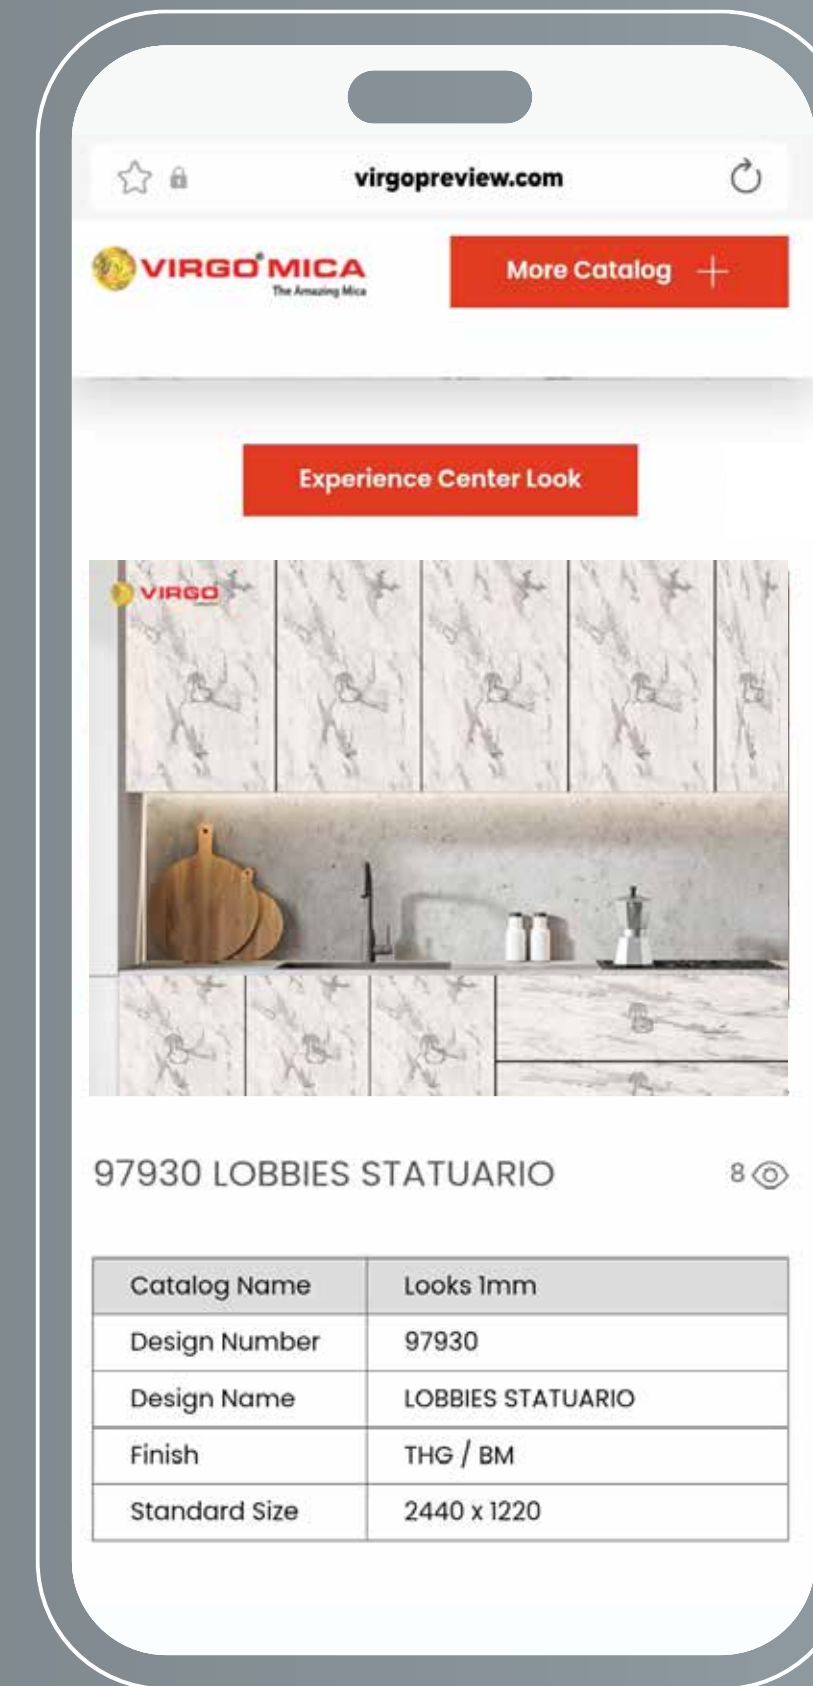 virgopreview.com
VIRGO® MICA
The Amazing Mica
More Catalog
Experience Center Look
VIRGO
97930 LOBBIES STATUARIO
8
Catalog Name Looks 1mm
Design Number 97930
Design Name LOBBIES STATUARIO
Finish THG / BM
Standard Size 2440 x 1220